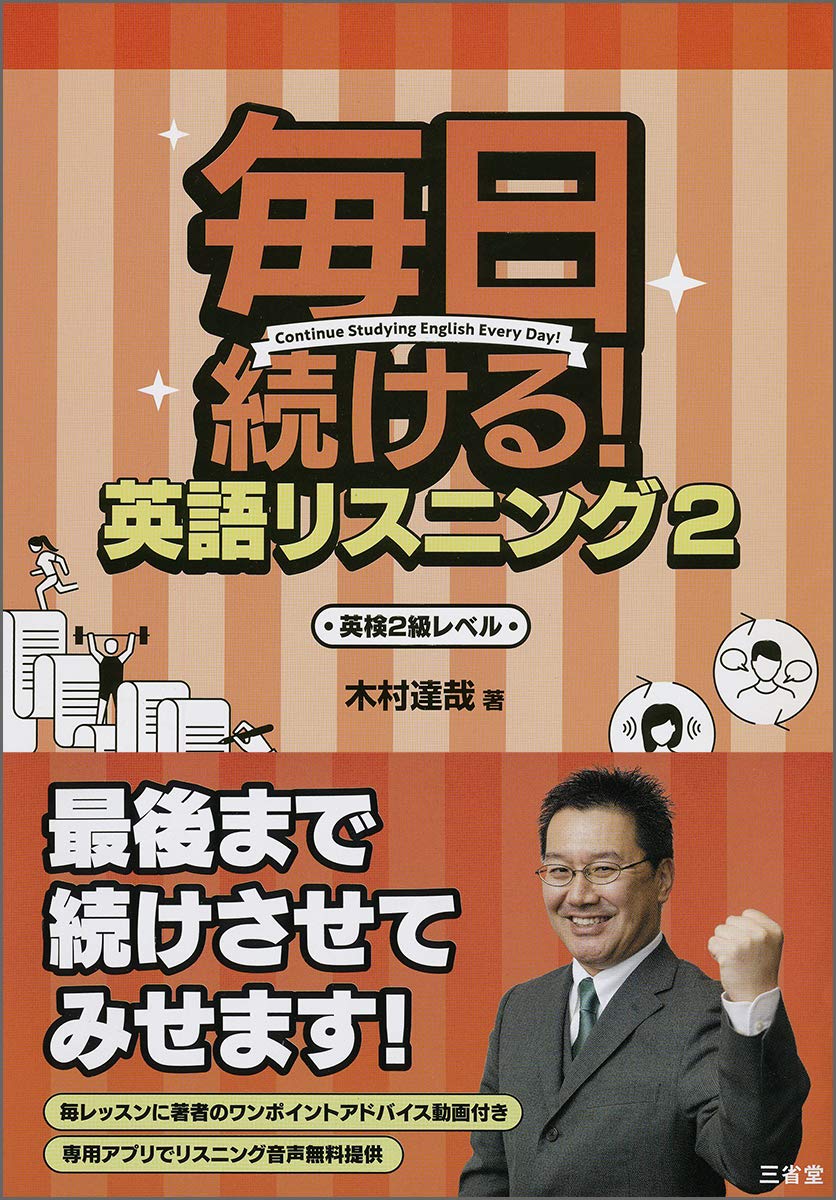 毎日
Continue Studying English Every Day!
続ける!
英語リスニング2
・英検2級レベル・
木村達哉 著
最後まで
続けさせて
みせます!
毎レッスンに著者のワンポイントアドバイス動画付き
専用アプリでリスニング音声無料提供
三省堂